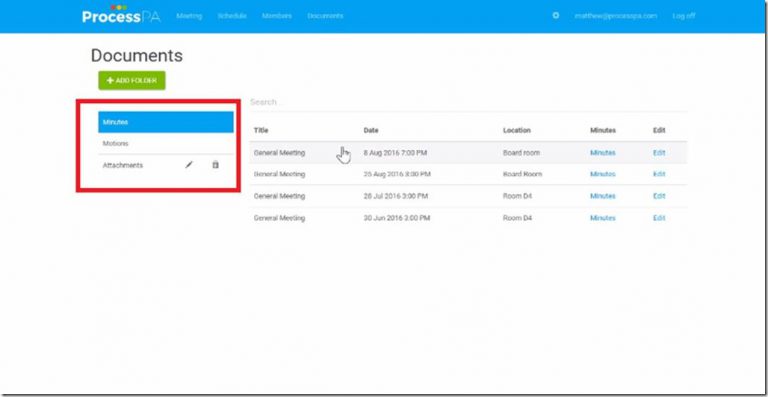 ProcessPA Meeting Schedule Members Documents matthew@processpa.com Log off
Documents
+ ADD FOLDER
Search...
Minutes
Motions
Attachments
Title Date Location Minutes Edit
General Meeting 8 Aug 2016 7:00 PM Board room Minutes Edit
General Meeting 25 Aug 2016 8:00 PM Board Room Minutes Edit
General Meeting 28 Jul 2016 3:00 PM Room D4 Minutes Edit
General Meeting 30 Jun 2016 3:00 PM Room D4 Minutes Edit